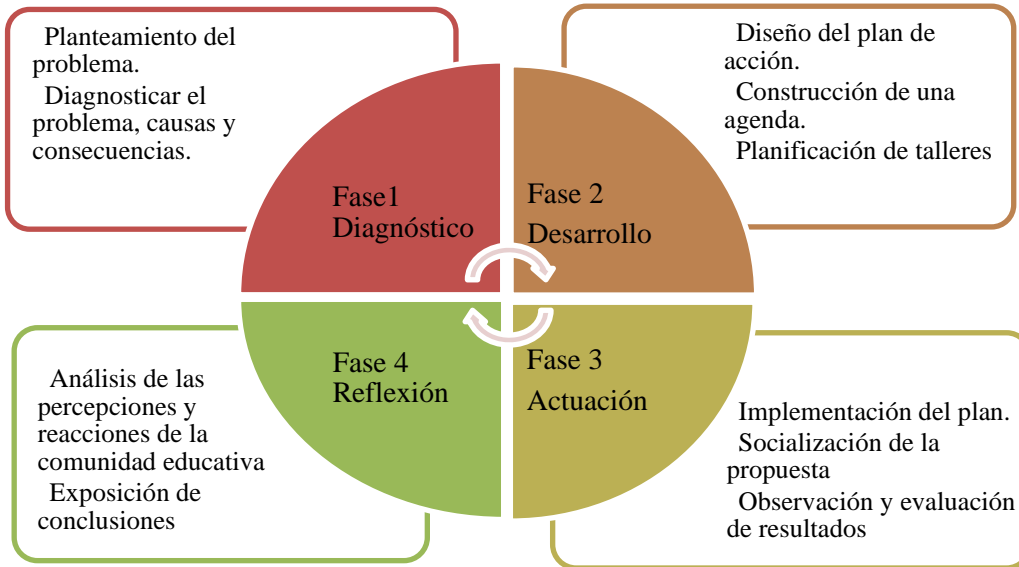 Planteamiento del
problema.
Diagnosticar el
problema, causas y
consecuencias.
Fase1
Diagnóstico
Diseño del plan de
acción.
Construcción de una
agenda.
Planificación de talleres
Fase 2
Desarrollo
Análisis de las
percepciones y
reacciones de la
comunidad educativa
Exposición de
conclusiones
Fase 4
Reflexión
Fase 3
Actuación
Implementación del plan.
Socialización de la
propuesta
Observación y evaluación
de resultados